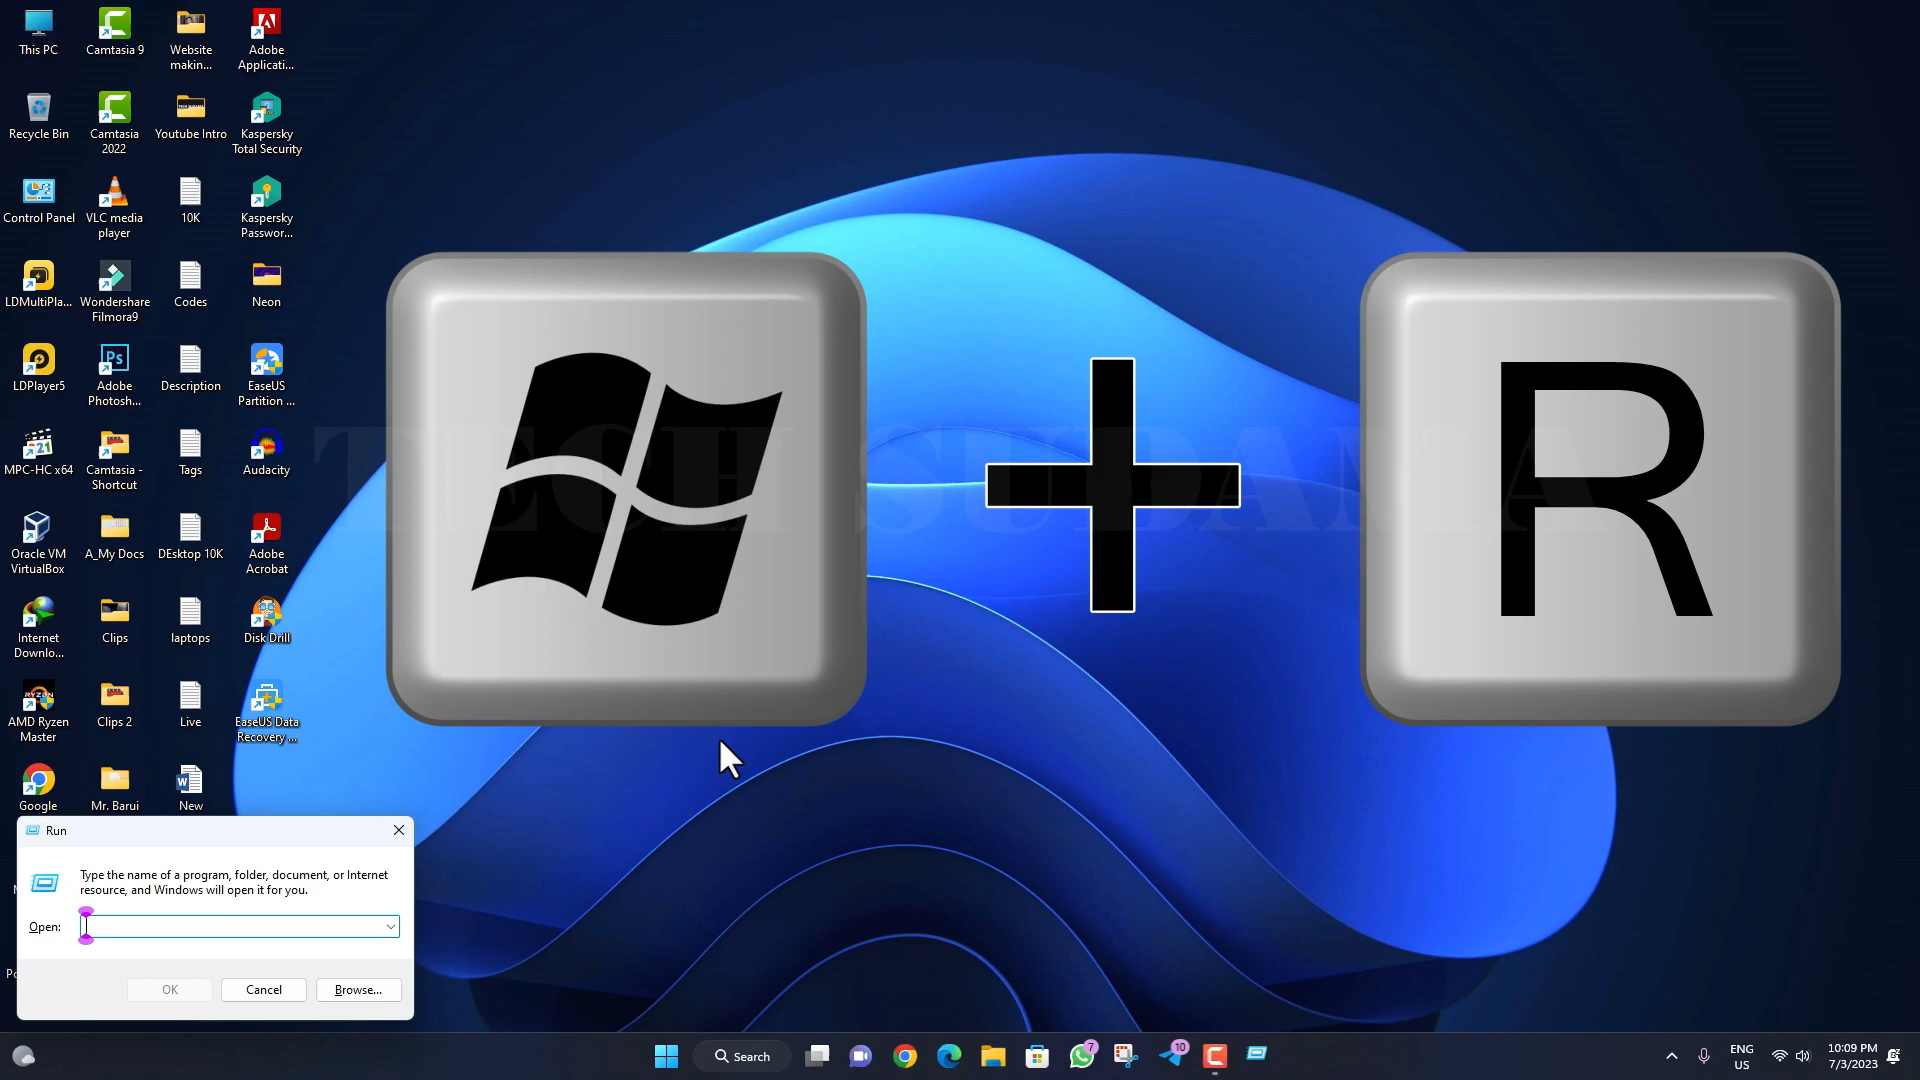 This PC
Camtasia 9
Website
makin...
Adobe
Applicati...
Recycle Bin
Camtasia
2022
Youtube Intro
Kaspersky
Total Security
Control Panel
VLC media
player
10K
Kaspersky
Passwor...
LDMultiPla...
Wondershare
Filmora9
Codes
Neon
LDPlayer5
Adobe
Photosh...
Description
EaseUS
Partition ...
MPC-HC x64
Camtasia -
Shortcut
Tags
Audacity
Oracle VM
VirtualBox
A_My Docs
DEsktop 10K
Adobe
Acrobat
Internet
Downlo...
Clips
laptops
Disk Drill
AMD Ryzen
Master
Clips 2
Live
EaseUS Data
Recovery ...
Google
Mr. Barui
New
TECH SUDAMA
R
Run
Type the name of a program, folder, document, or Internet
resource, and Windows will open it for you.
Open:
OK
Cancel
Browse...
Search
7
10
ENG
US
10:09 PM
7/3/2023